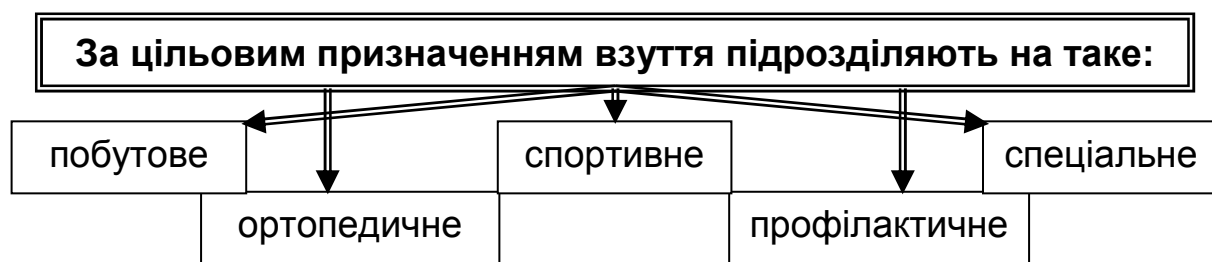 За цільовим призначенням взуття підрозділяють на таке:
побутове
спортивне
спеціальне
ортопедичне
профілактичне